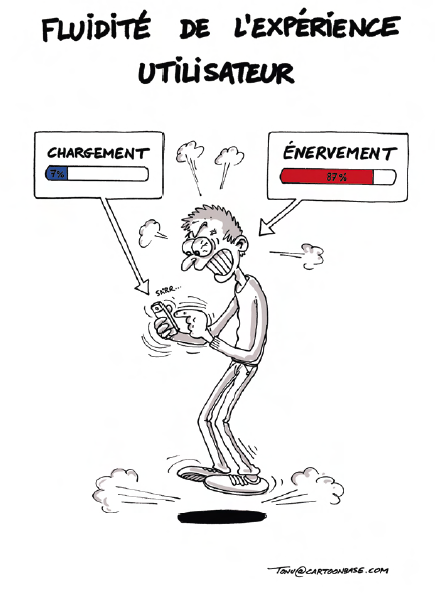 FLUIDITÉ DE L'EXPÉRIENCE
UTILISATEUR
CHARGEMENT
7%
ÉNERVEMENT
87%
SKRR...
TONU@CARTOONBASE.COM